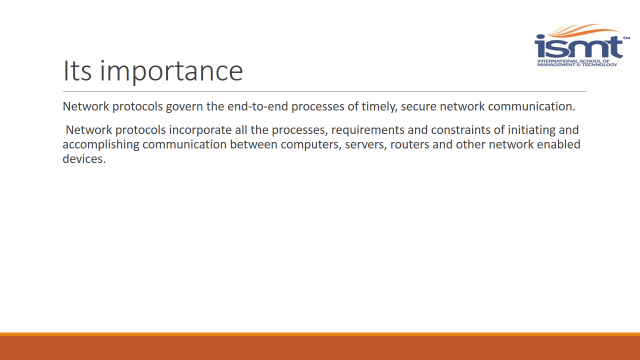 ismt™
INTERNATIONAL SCHOOL OF
MANAGEMENT & TECHNOLOGY
Its importance
Network protocols govern the end-to-end processes of timely, secure network communication.
Network protocols incorporate all the processes, requirements and constraints of initiating and
accomplishing communication between computers, servers, routers and other network enabled
devices.